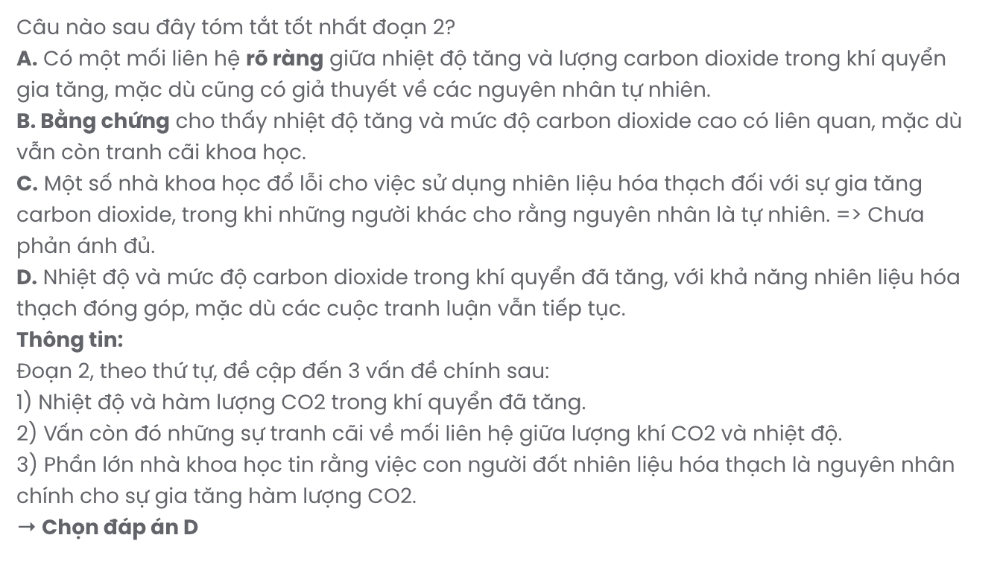 Câu nào sau đây tóm tắt tốt nhất đoạn 2?
A. Có một mối liên hệ rõ ràng giữa nhiệt độ tăng và lượng carbon dioxide trong khí quyển
gia tăng, mặc dù cũng có giả thuyết về các nguyên nhân tự nhiên.
B. Bằng chứng cho thấy nhiệt độ tăng và mức độ carbon dioxide cao có liên quan, mặc dù
vẫn còn tranh cãi khoa học.
C. Một số nhà khoa học đổ lỗi cho việc sử dụng nhiên liệu hóa thạch đối với sự gia tăng
carbon dioxide, trong khi những người khác cho rằng nguyên nhân là tự nhiên. => Chưa
phản ánh đủ.
D. Nhiệt độ và mức độ carbon dioxide trong khí quyển đã tăng, với khả năng nhiên liệu hóa
thạch đóng góp, mặc dù các cuộc tranh luận vẫn tiếp tục.
Thông tin:
Đoạn 2, theo thứ tự, đề cập đến 3 vấn đề chính sau:
1) Nhiệt độ và hàm lượng CO2 trong khí quyển đã tăng.
2) Vấn còn đó những sự tranh cãi về mối liên hệ giữa lượng khí CO2 và nhiệt độ.
3) Phần lớn nhà khoa học tin rằng việc con người đốt nhiên liệu hóa thạch là nguyên nhân
chính cho sự gia tăng hàm lượng CO2.
→ Chọn đáp án D